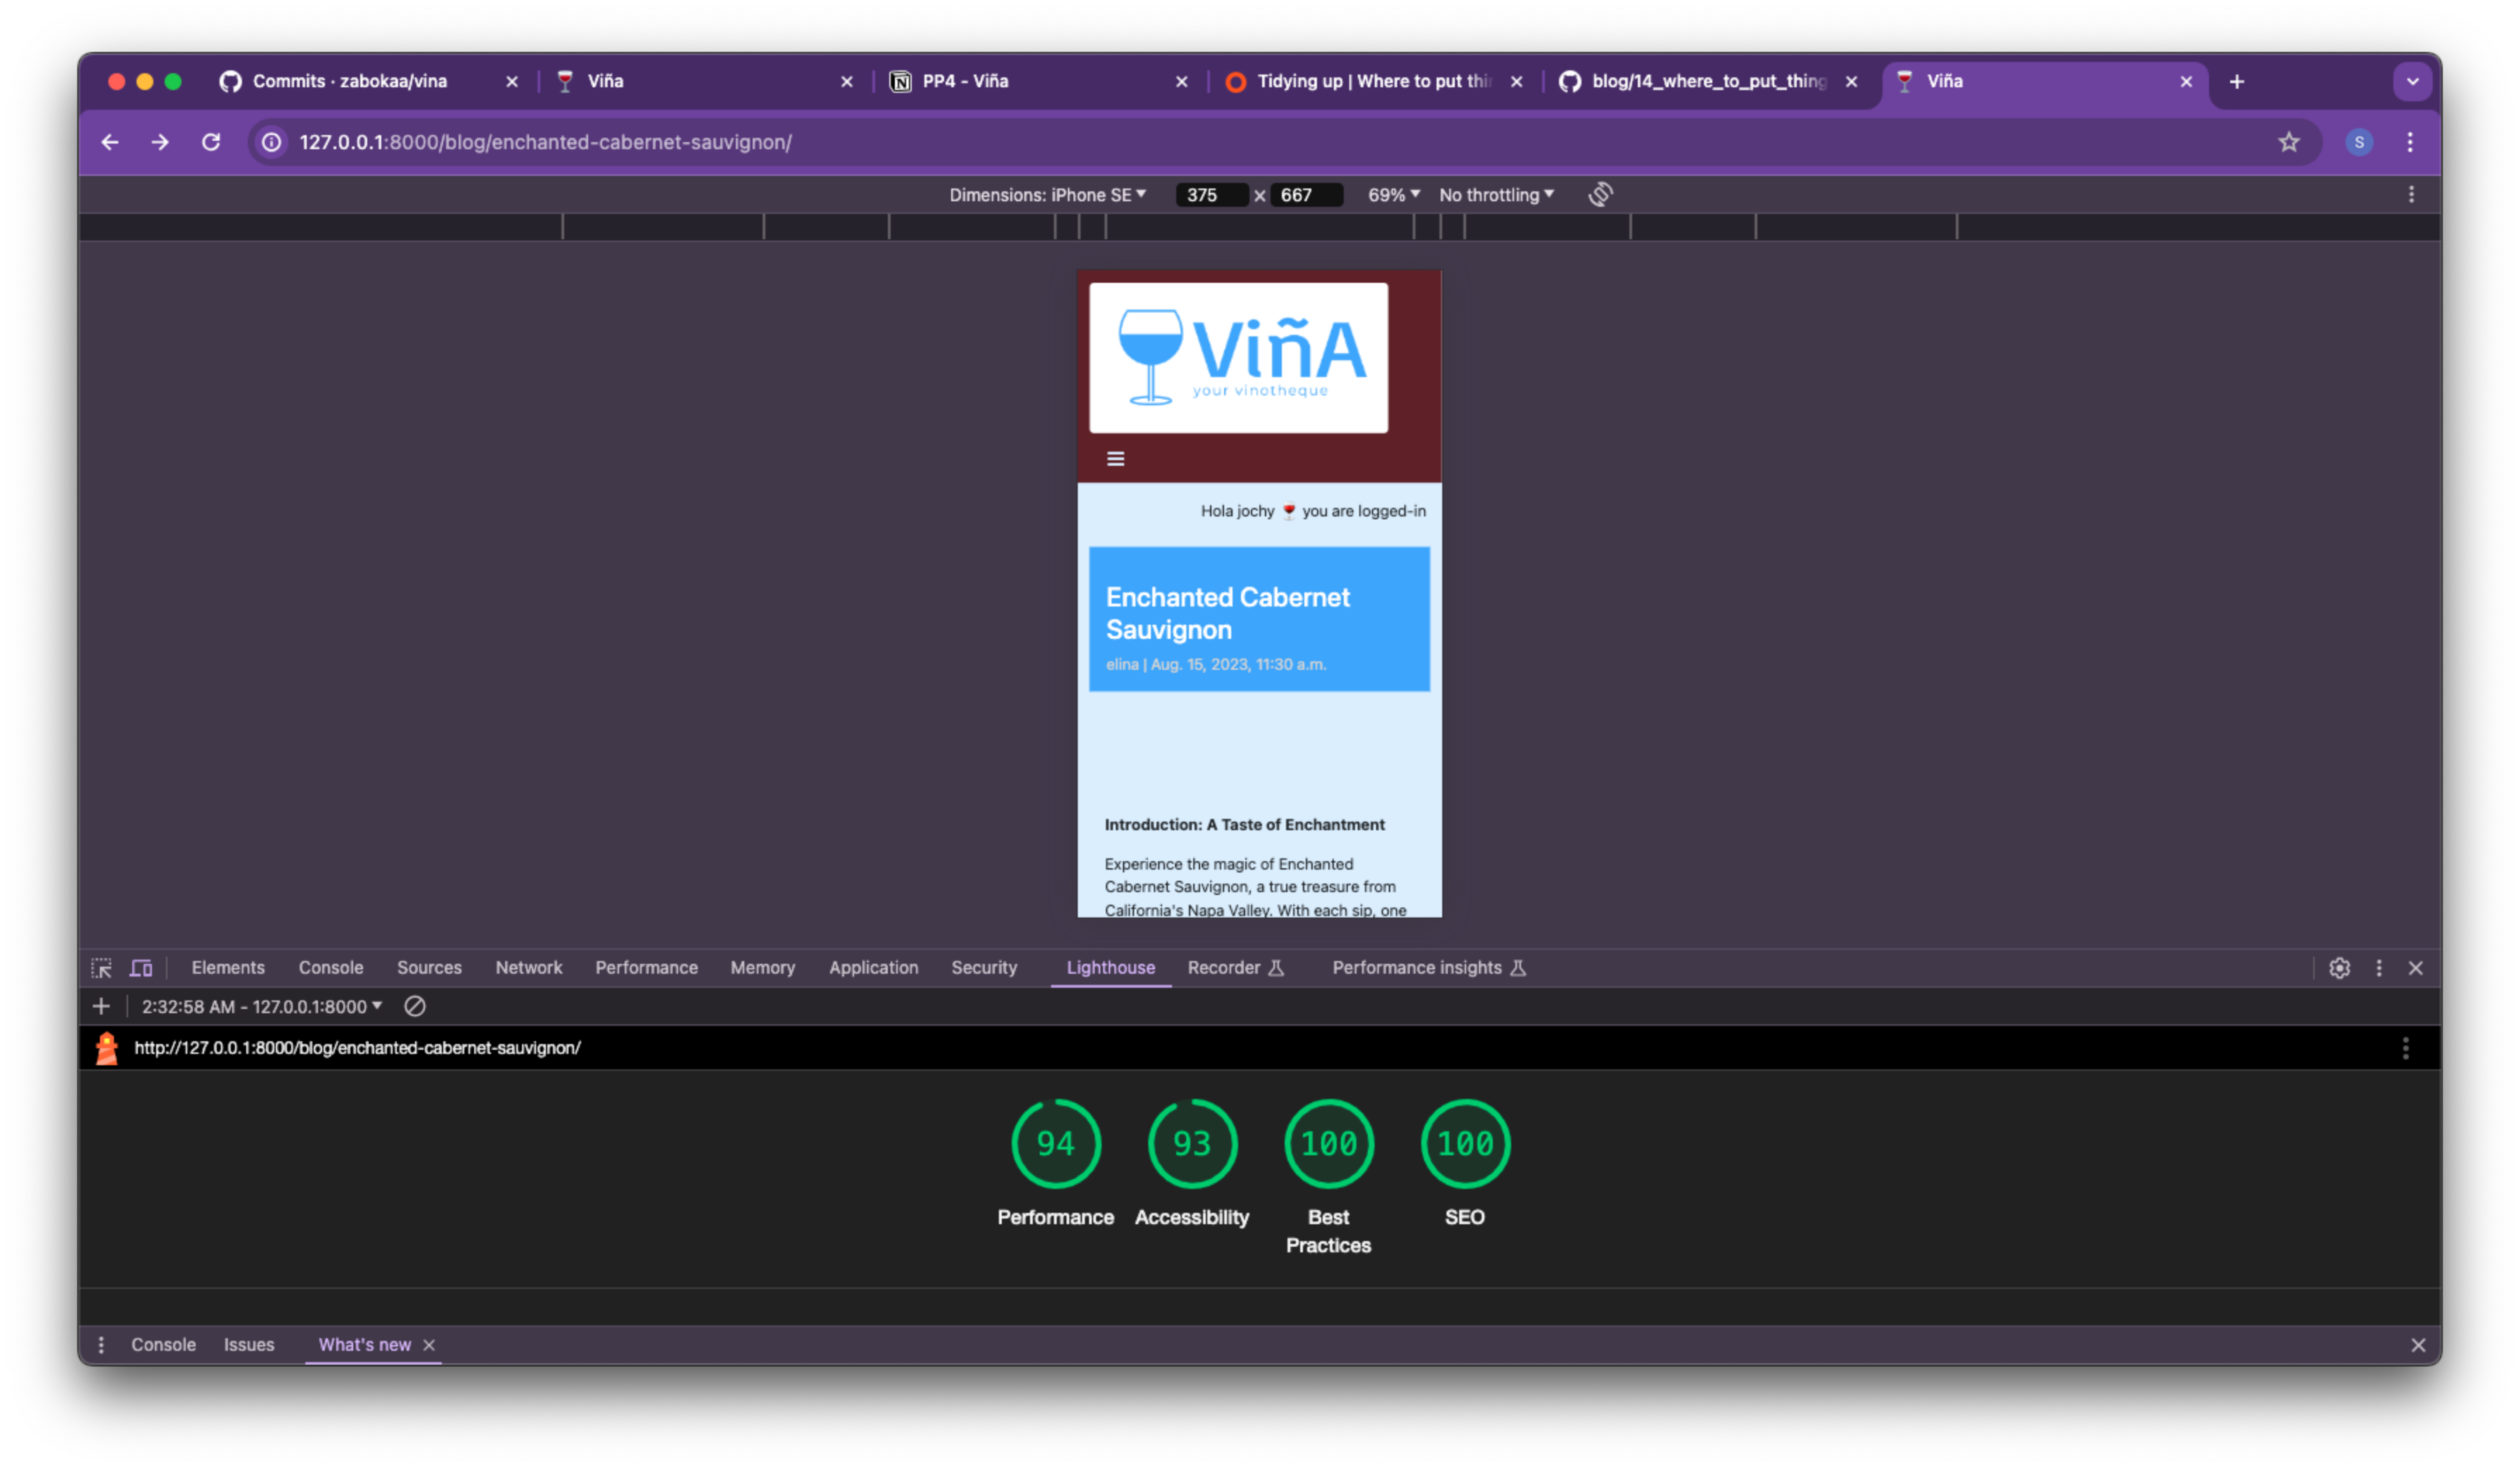 Commits · zabokaa/vina
Viña
PP4 - Viña
Tidying up | Where to put thin
blog/14_where_to_put_thing
Viña
127.0.0.1:8000/blog/enchanted-cabernet-sauvignon/
S
Dimensions: iPhone SE
375 × 667
69%
No throttling
ViñA
your vinotheque
Hola jochy 🍷 you are logged-in
Enchanted Cabernet
Sauvignon
elina | Aug. 15, 2023, 11:30 a.m.
Introduction: A Taste of Enchantment
Experience the magic of Enchanted
Cabernet Sauvignon, a true treasure from
California's Napa Valley. With each sip, one
Elements Console Sources Network Performance Memory Application Security Lighthouse Recorder Performance insights
2:32:58 AM - 127.0.0.1:8000
http://127.0.0.1:8000/blog/enchanted-cabernet-sauvignon/
94 93 100 100
Performance Accessibility Best Practices SEO
Console Issues What's new